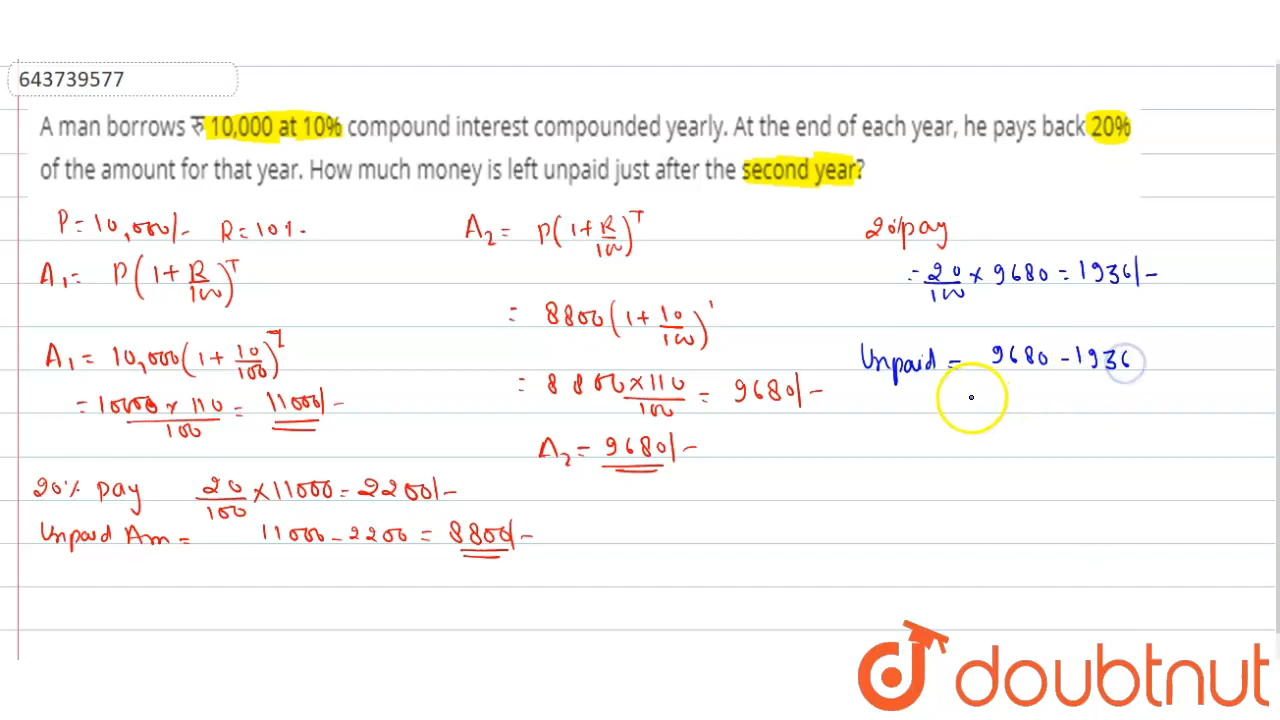 643739577
A man borrows रु 10,000 at 10% compound interest compounded yearly. At the end of each year, he pays back 20%
of the amount for that year. How much money is left unpaid just after the second year?
P = 10,000/- R = 10%.
A₁ = P(1 + R/100)ᵀ
A₁ = 10,000(1 + 10/100)¹
= 10000 × 110/100 = 11000/-
20% pay 20/100 × 11000 = 2200/-
Unpaid Am = 11000 - 2200 = 8800/-
A₂ = P(1 + R/100)ᵀ
= 8800(1 + 10/100)¹
= 8800 × 110/100 = 9680/-
A₂ = 9680/-
20% pay
= 20/100 × 9680 = 1936/-
Unpaid = 9680 - 1936
doubtnut